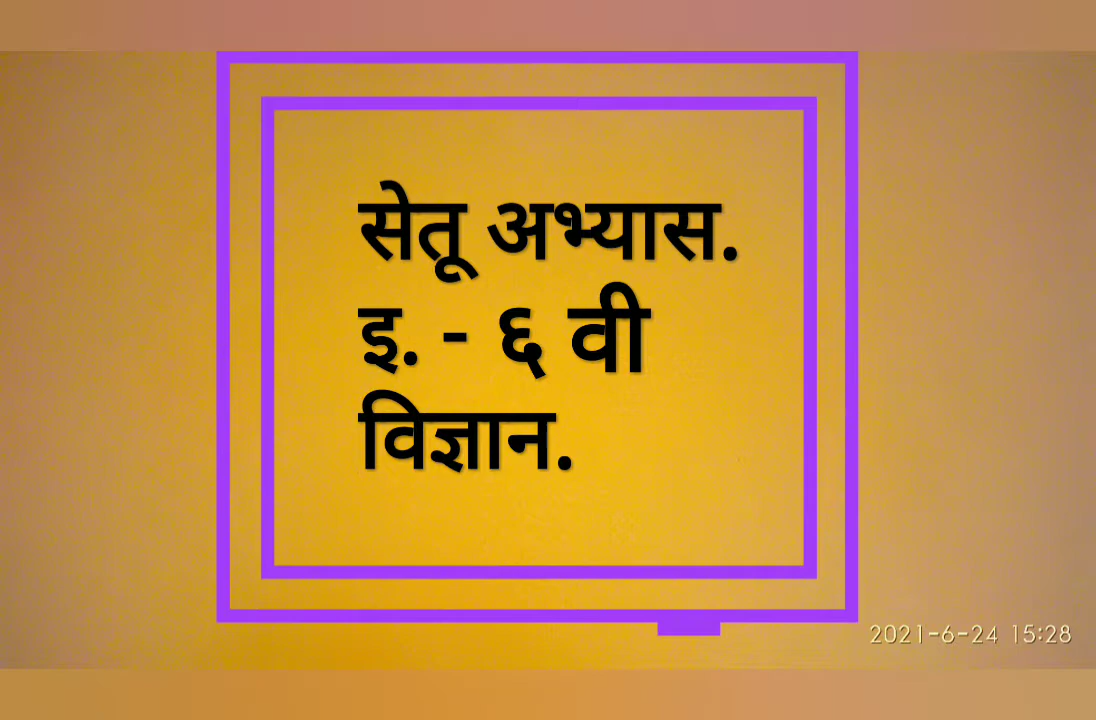 सेतू अभ्यास.
इ. - ६ वी
विज्ञान.
2021-6-24 15:28